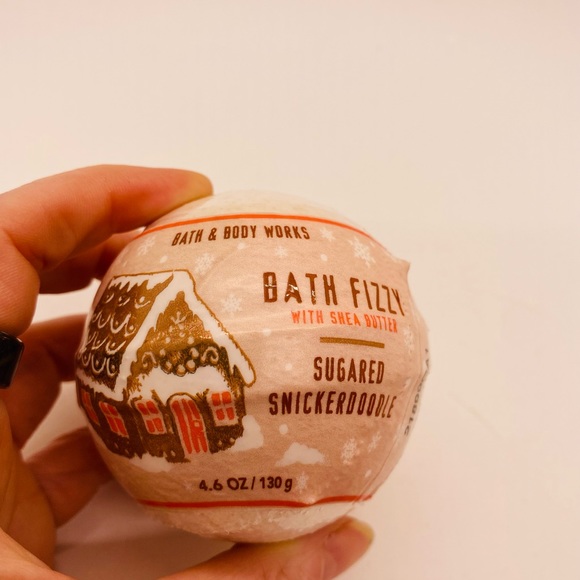 BATH & BODY WORKS
BATH FIZZY
WITH SHEA BUTTER
SUGARED
SNICKERDOODLE
4.6 OZ/130 g